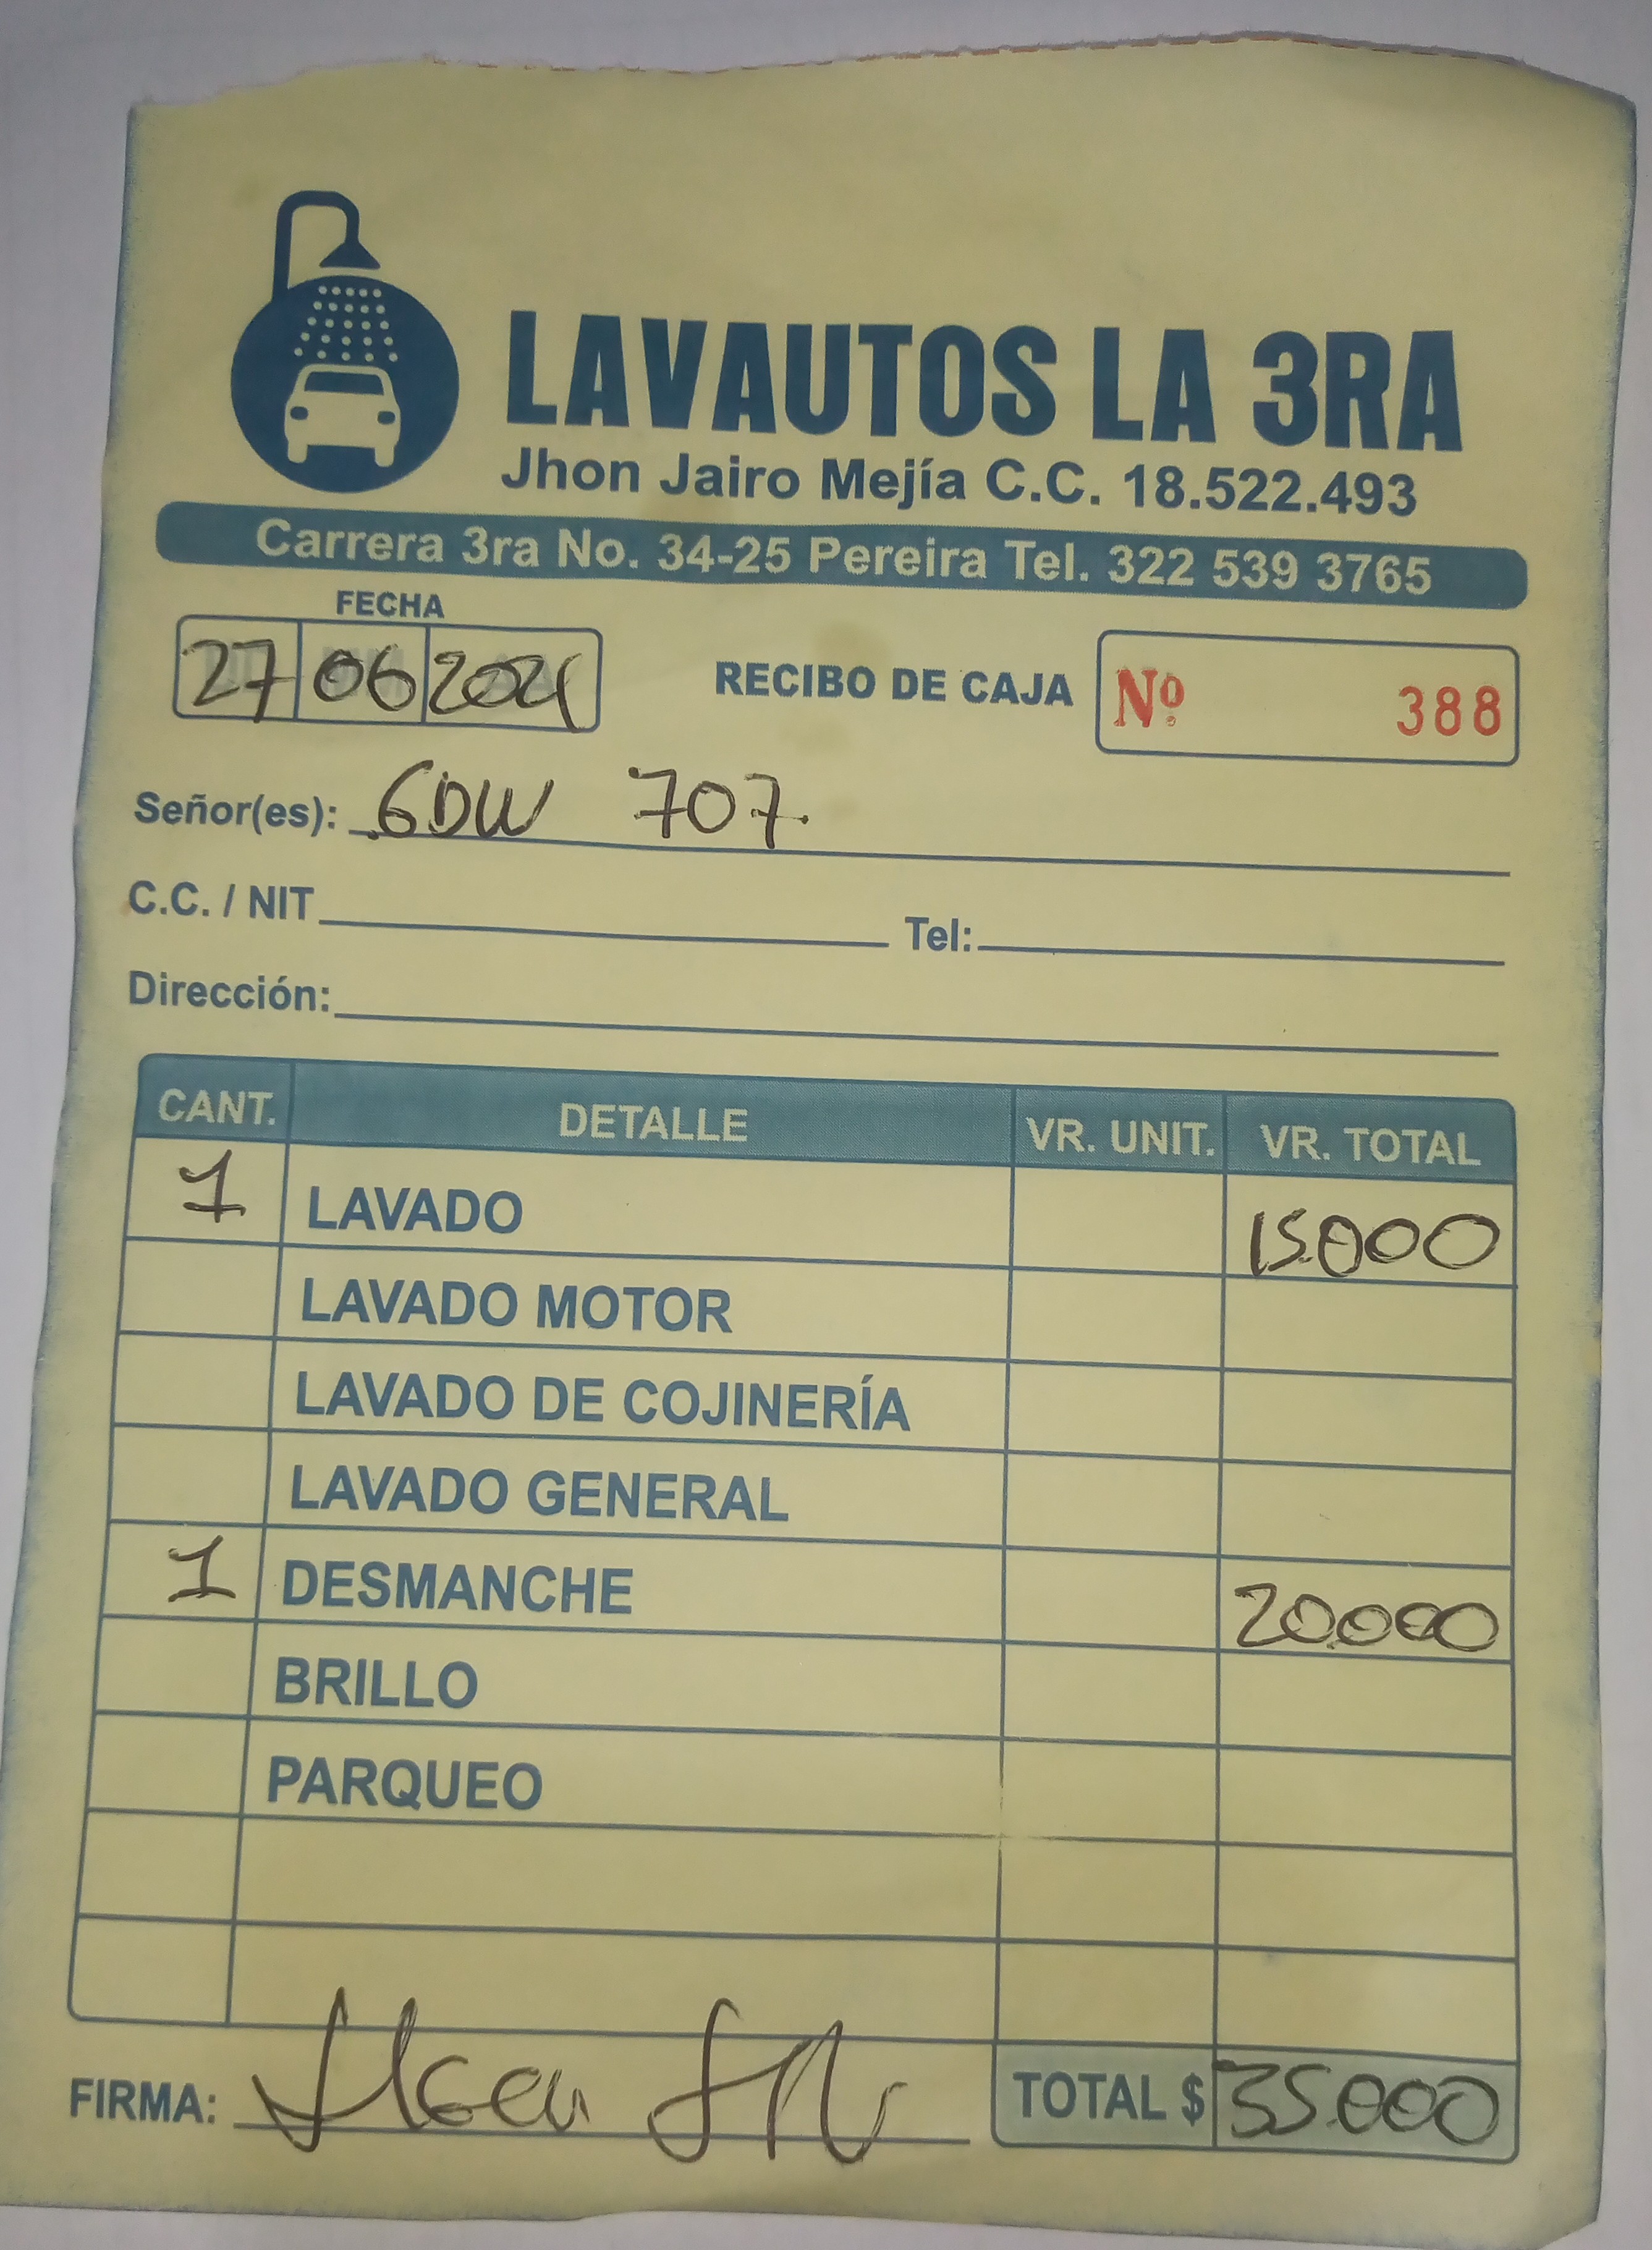 LAVAUTOS LA 3RA
Jhon Jairo Mejía C.C. 18.522.493
Carrera 3ra No. 34-25 Pereira Tel. 322 539 3765
FECHA
27 06 2021
RECIBO DE CAJA Nº 388
Señor(es): GDW 707
C.C. / NIT Tel:
Dirección:
CANT. DETALLE VR. UNIT. VR. TOTAL
1 LAVADO 15.000
LAVADO MOTOR
LAVADO DE COJINERÍA
LAVADO GENERAL
1 DESMANCHE 20.000
BRILLO
PARQUEO
FIRMA: TOTAL $ 35.000